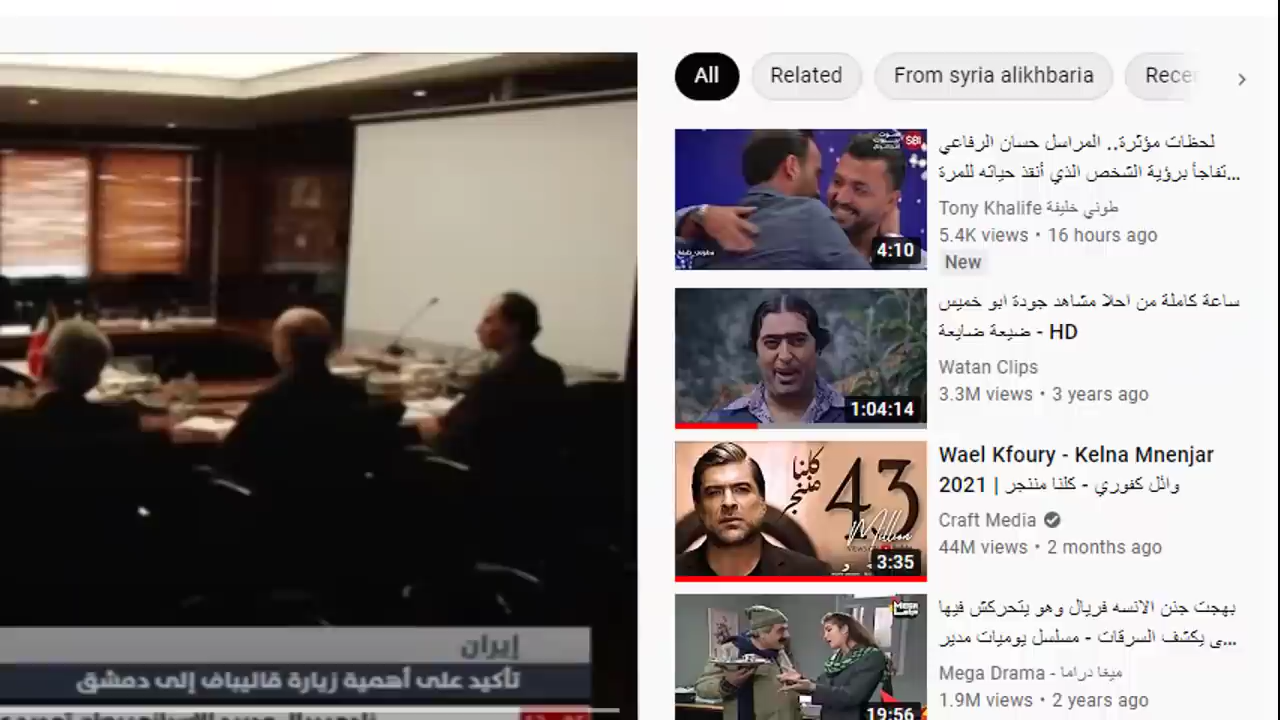 All
Related
From syria alikhbaria
إيران
تأكيد على أهمية زيارة قاليباف إلى دمشق
SBI
4:10
لحظات مؤثرة.. المراسل حسان الرفاعي
تفاجأ برؤية الشخص الذي أنقذ حياته للمرة...
Tony Khalife طوني خليفة
5.4K views • 16 hours ago
New
1:04:14
ساعة كاملة من احلا مشاهد جودة ابو خميس
ضيعة ضايعة - HD
Watan Clips
3.3M views • 3 years ago
كلنا
مننجر
43
Million
3:35
Wael Kfoury - Kelna Mnenjar
2021 | وائل كفوري - كلنا مننجر
Craft Media
44M views • 2 months ago
19:56
بهجت جنن الانسه فريال وهو يتحركش فيها
ى يكشف السرقات - مسلسل يوميات مدير...
Mega Drama - ميغا دراما
1.9M views • 2 years ago